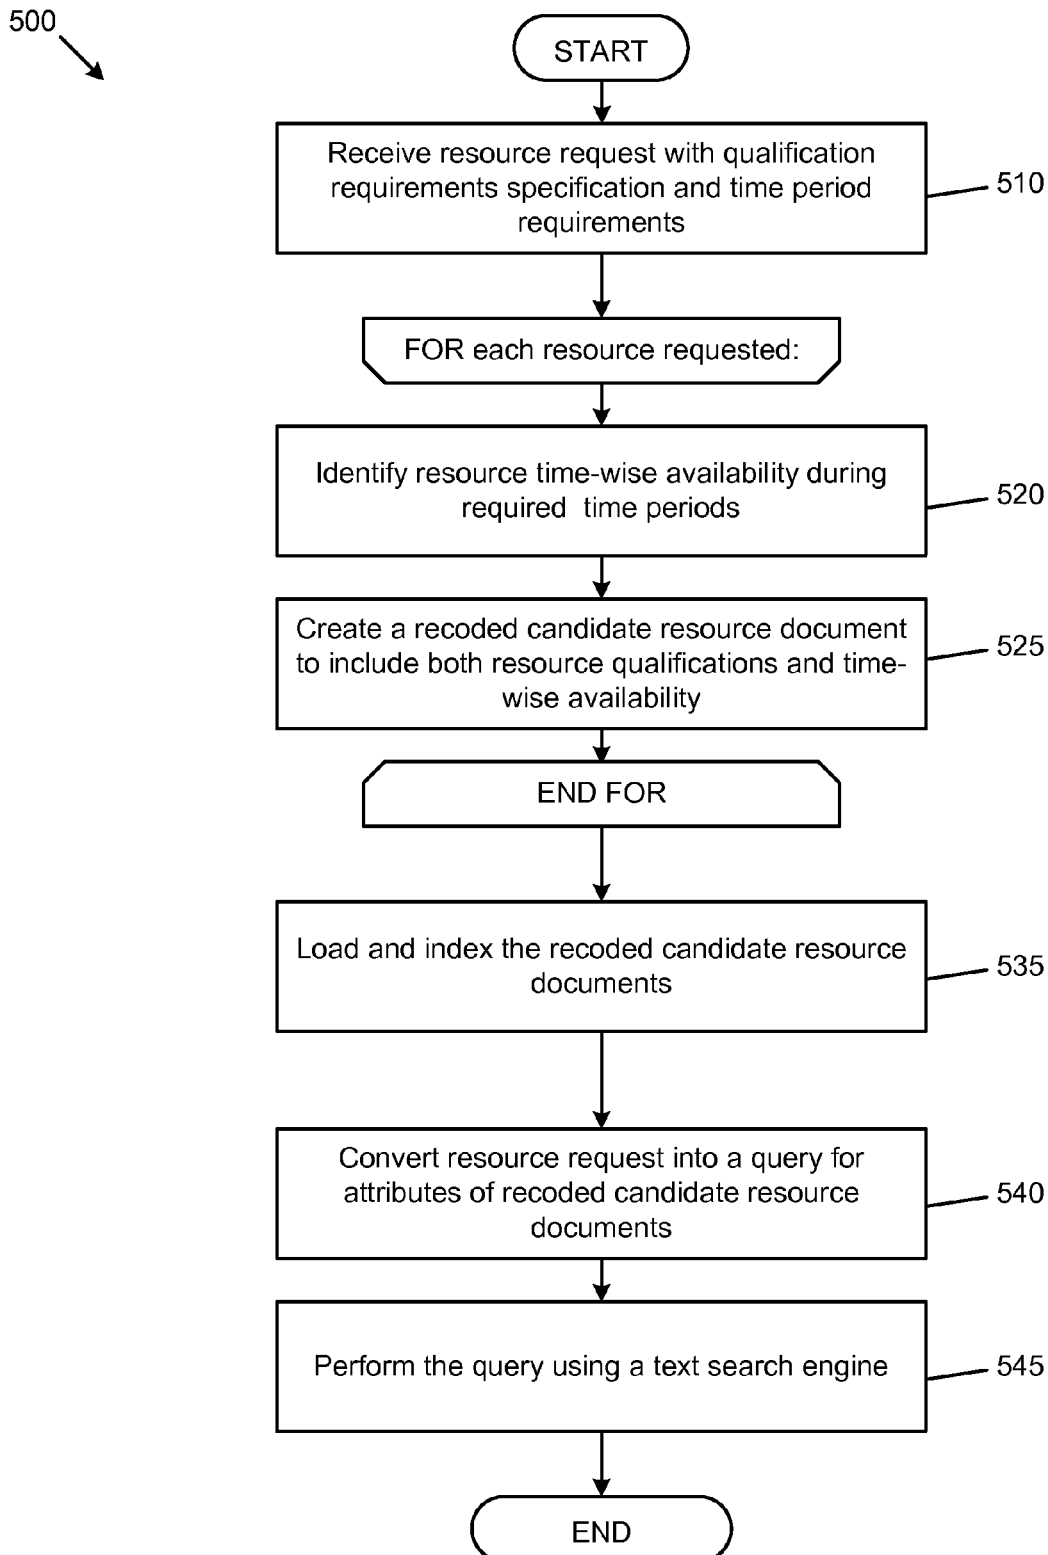 500
START
Receive resource request with qualification
requirements specification and time period
requirements
510
FOR each resource requested:
Identify resource time-wise availability during
required time periods
520
Create a recoded candidate resource document
to include both resource qualifications and time-
wise availability
525
END FOR
Load and index the recoded candidate resource
documents
535
Convert resource request into a query for
attributes of recoded candidate resource
documents
540
Perform the query using a text search engine
545
END